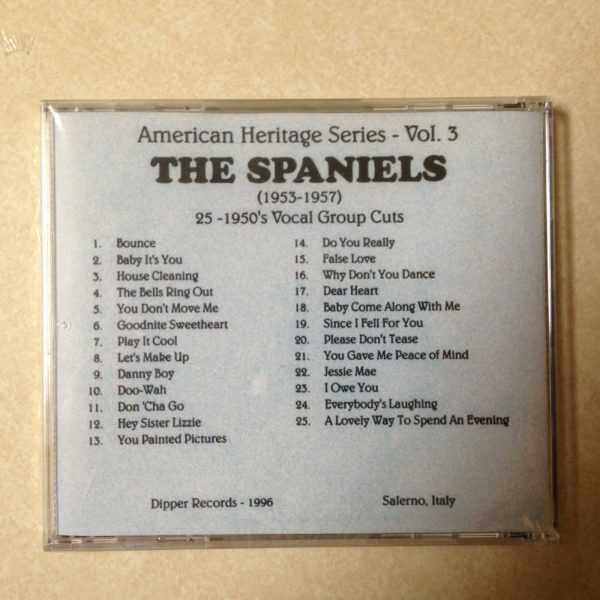 American Heritage Series - Vol. 3
THE SPANIELS
(1953-1957)
25 -1950's Vocal Group Cuts
1. Bounce
2. Baby It's You
3. House Cleaning
4. The Bells Ring Out
5. You Don't Move Me
6. Goodnite Sweetheart
7. Play It Cool
8. Let's Make Up
9. Danny Boy
10. Doo-Wah
11. Don 'Cha Go
12. Hey Sister Lizzie
13. You Painted Pictures
14. Do You Really
15. False Love
16. Why Don't You Dance
17. Dear Heart
18. Baby Come Along With Me
19. Since I Fell For You
20. Please Don't Tease
21. You Gave Me Peace of Mind
22. Jessie Mae
23. I Owe You
24. Everybody's Laughing
25. A Lovely Way To Spend An Evening
Dipper Records - 1996
Salerno, Italy